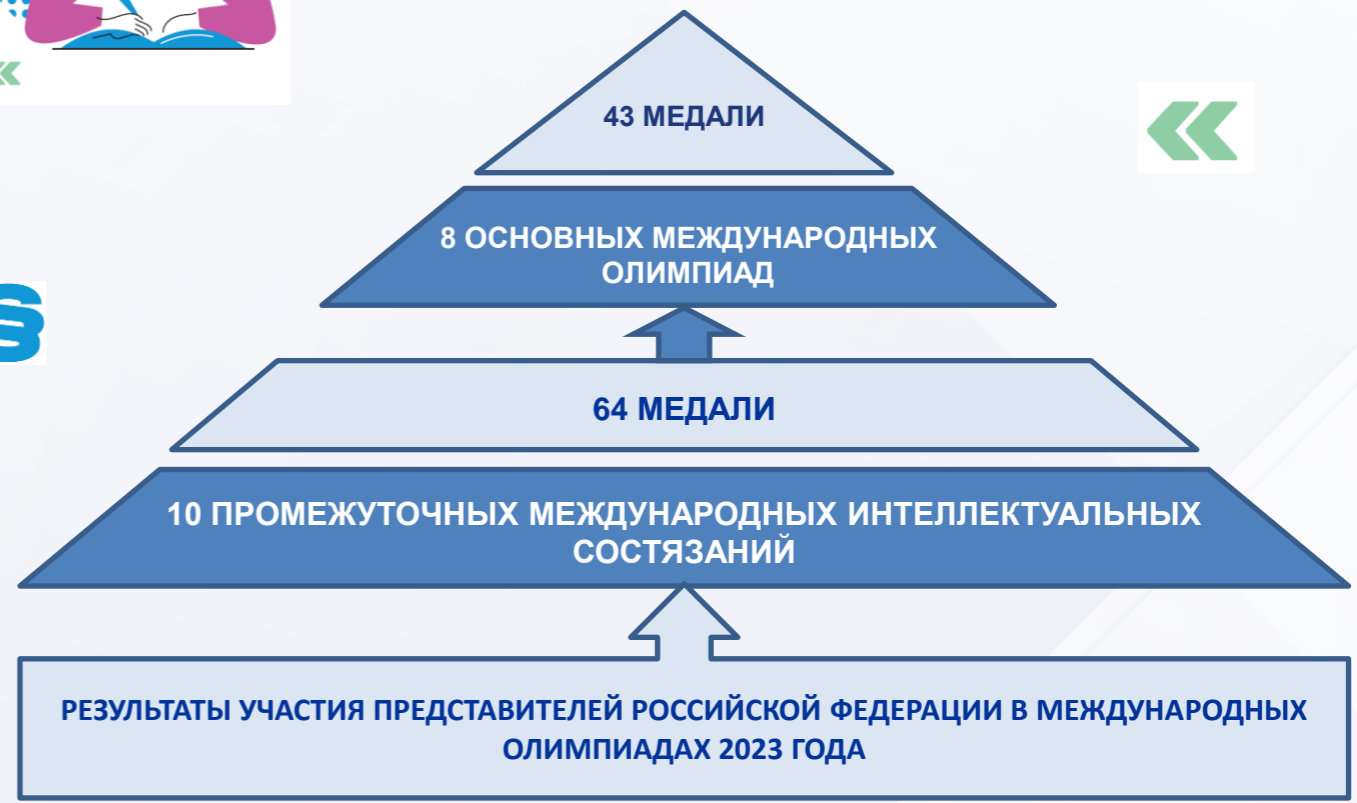 43 МЕДАЛИ
8 ОСНОВНЫХ МЕЖДУНАРОДНЫХ
ОЛИМПИАД
64 МЕДАЛИ
10 ПРОМЕЖУТОЧНЫХ МЕЖДУНАРОДНЫХ ИНТЕЛЛЕКТУАЛЬНЫХ
СОСТЯЗАНИЙ
РЕЗУЛЬТАТЫ УЧАСТИЯ ПРЕДСТАВИТЕЛЕЙ РОССИЙСКОЙ ФЕДЕРАЦИИ В МЕЖДУНАРОДНЫХ
ОЛИМПИАДАХ 2023 ГОДА